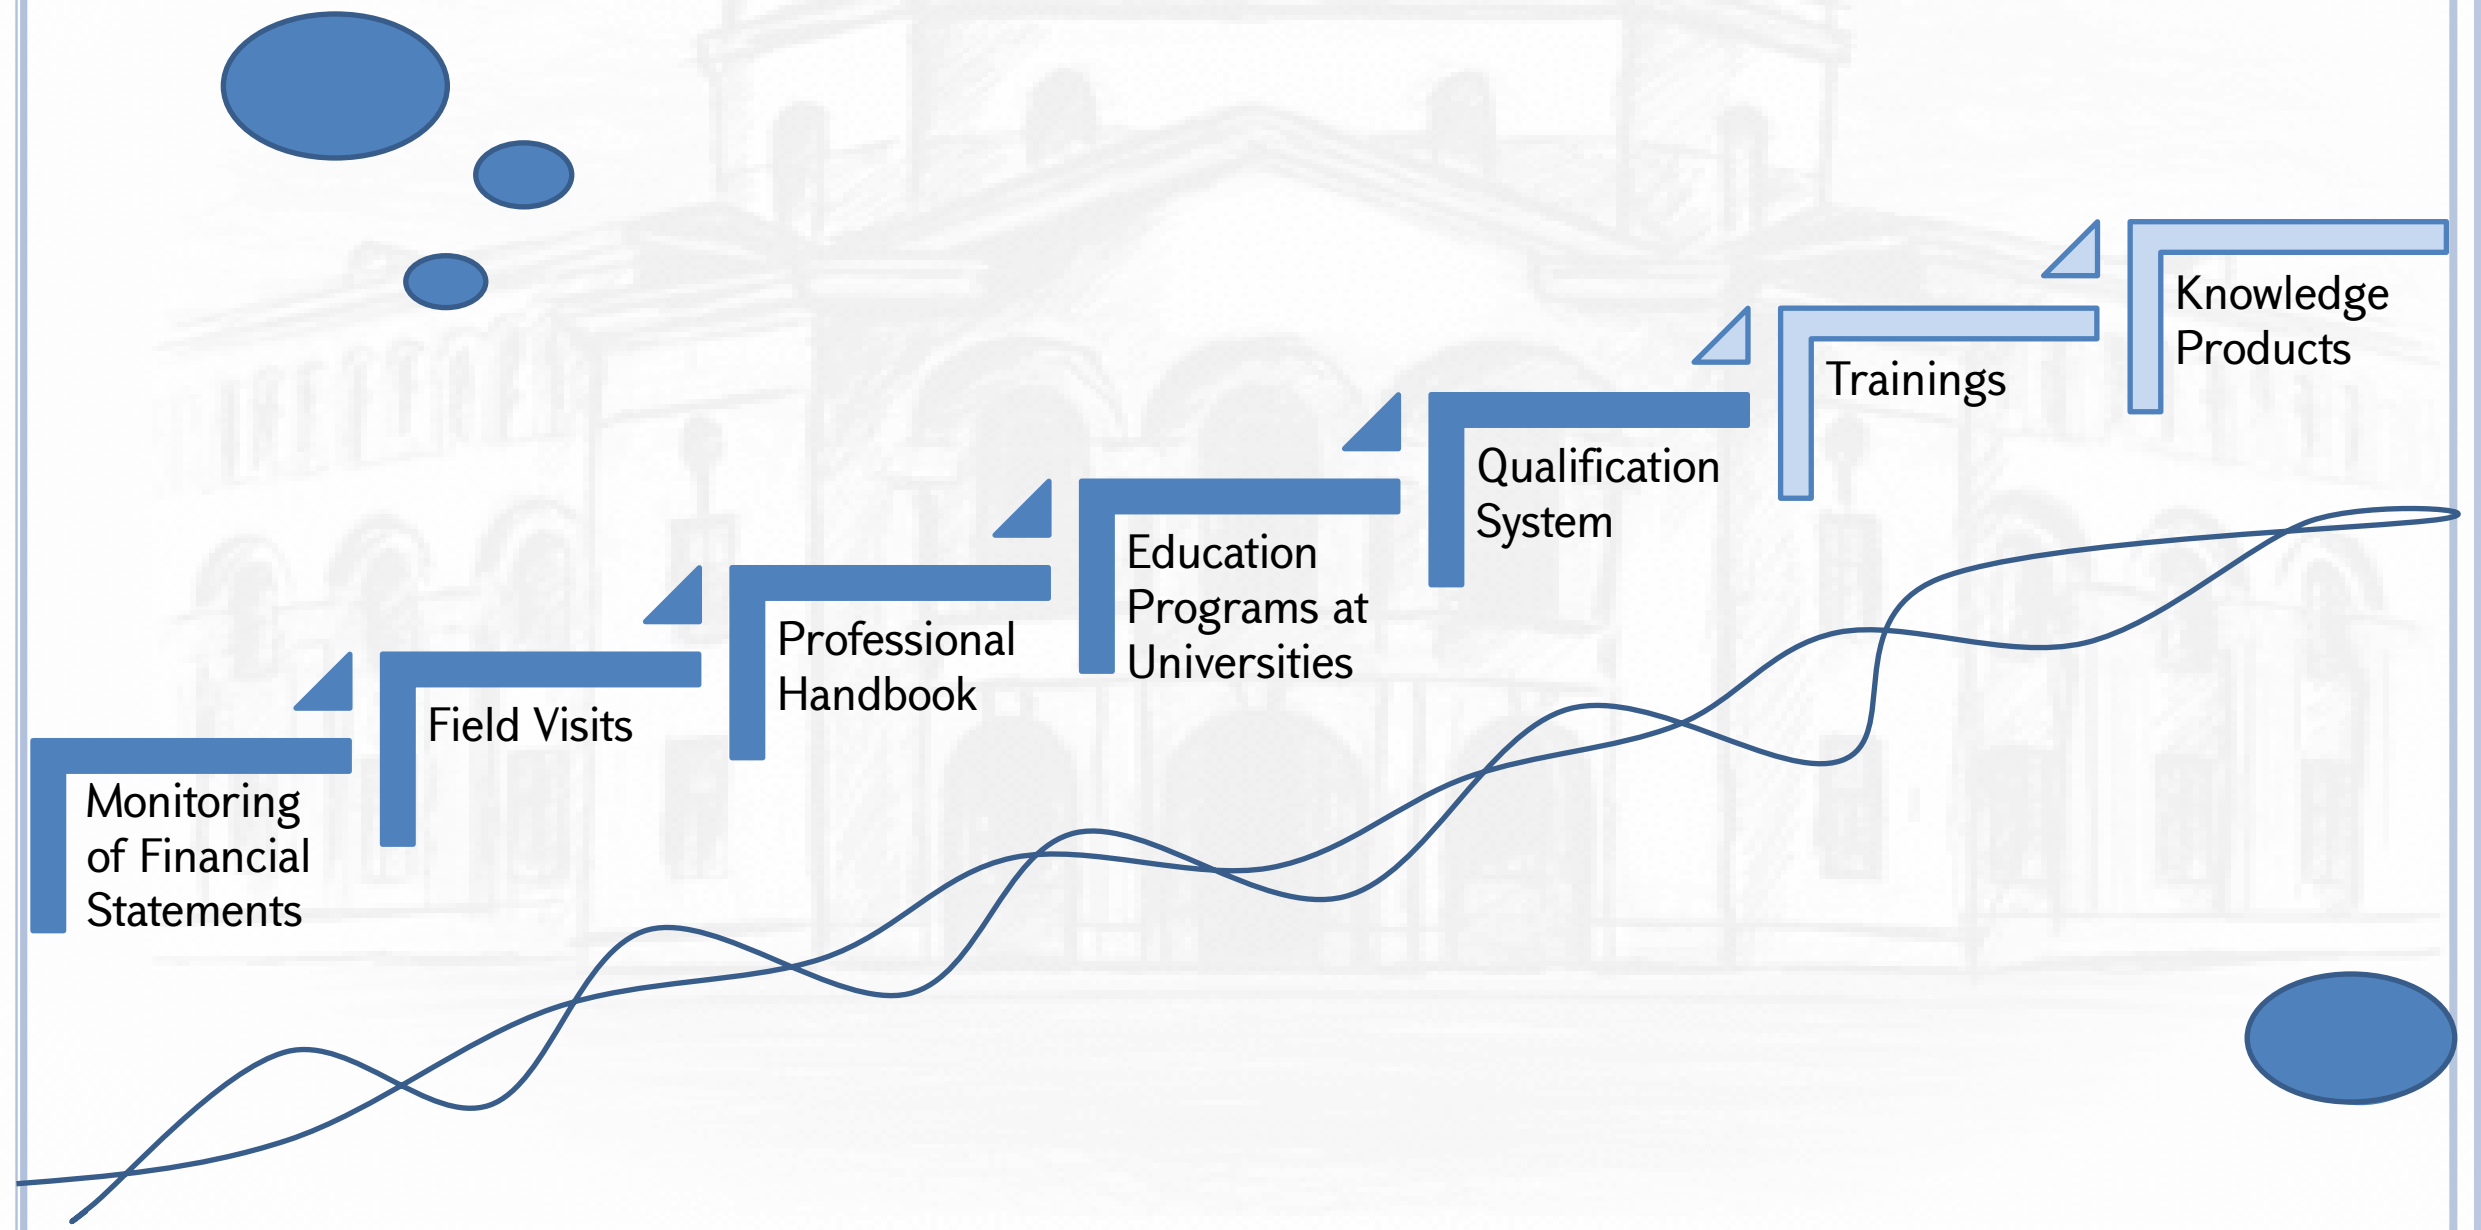 Monitoring
of Financial
Statements
Field Visits
Professional
Handbook
Education
Programs at
Universities
Qualification
System
Trainings
Knowledge
Products